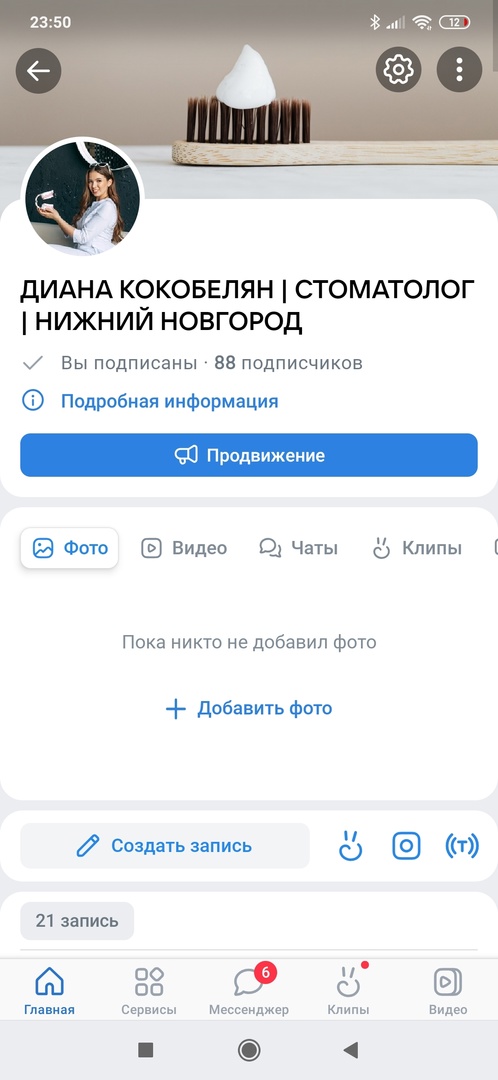 23:50
12
ДИАНА КОКОБЕЛЯН | СТОМАТОЛОГ
| НИЖНИЙ НОВГОРОД
Вы подписаны · 88 подписчиков
Подробная информация
Продвижение
Фото Видео Чаты Клипы
Пока никто не добавил фото
Добавить фото
Создать запись
21 запись
6
Главная Сервисы Мессенджер Клипы Видео